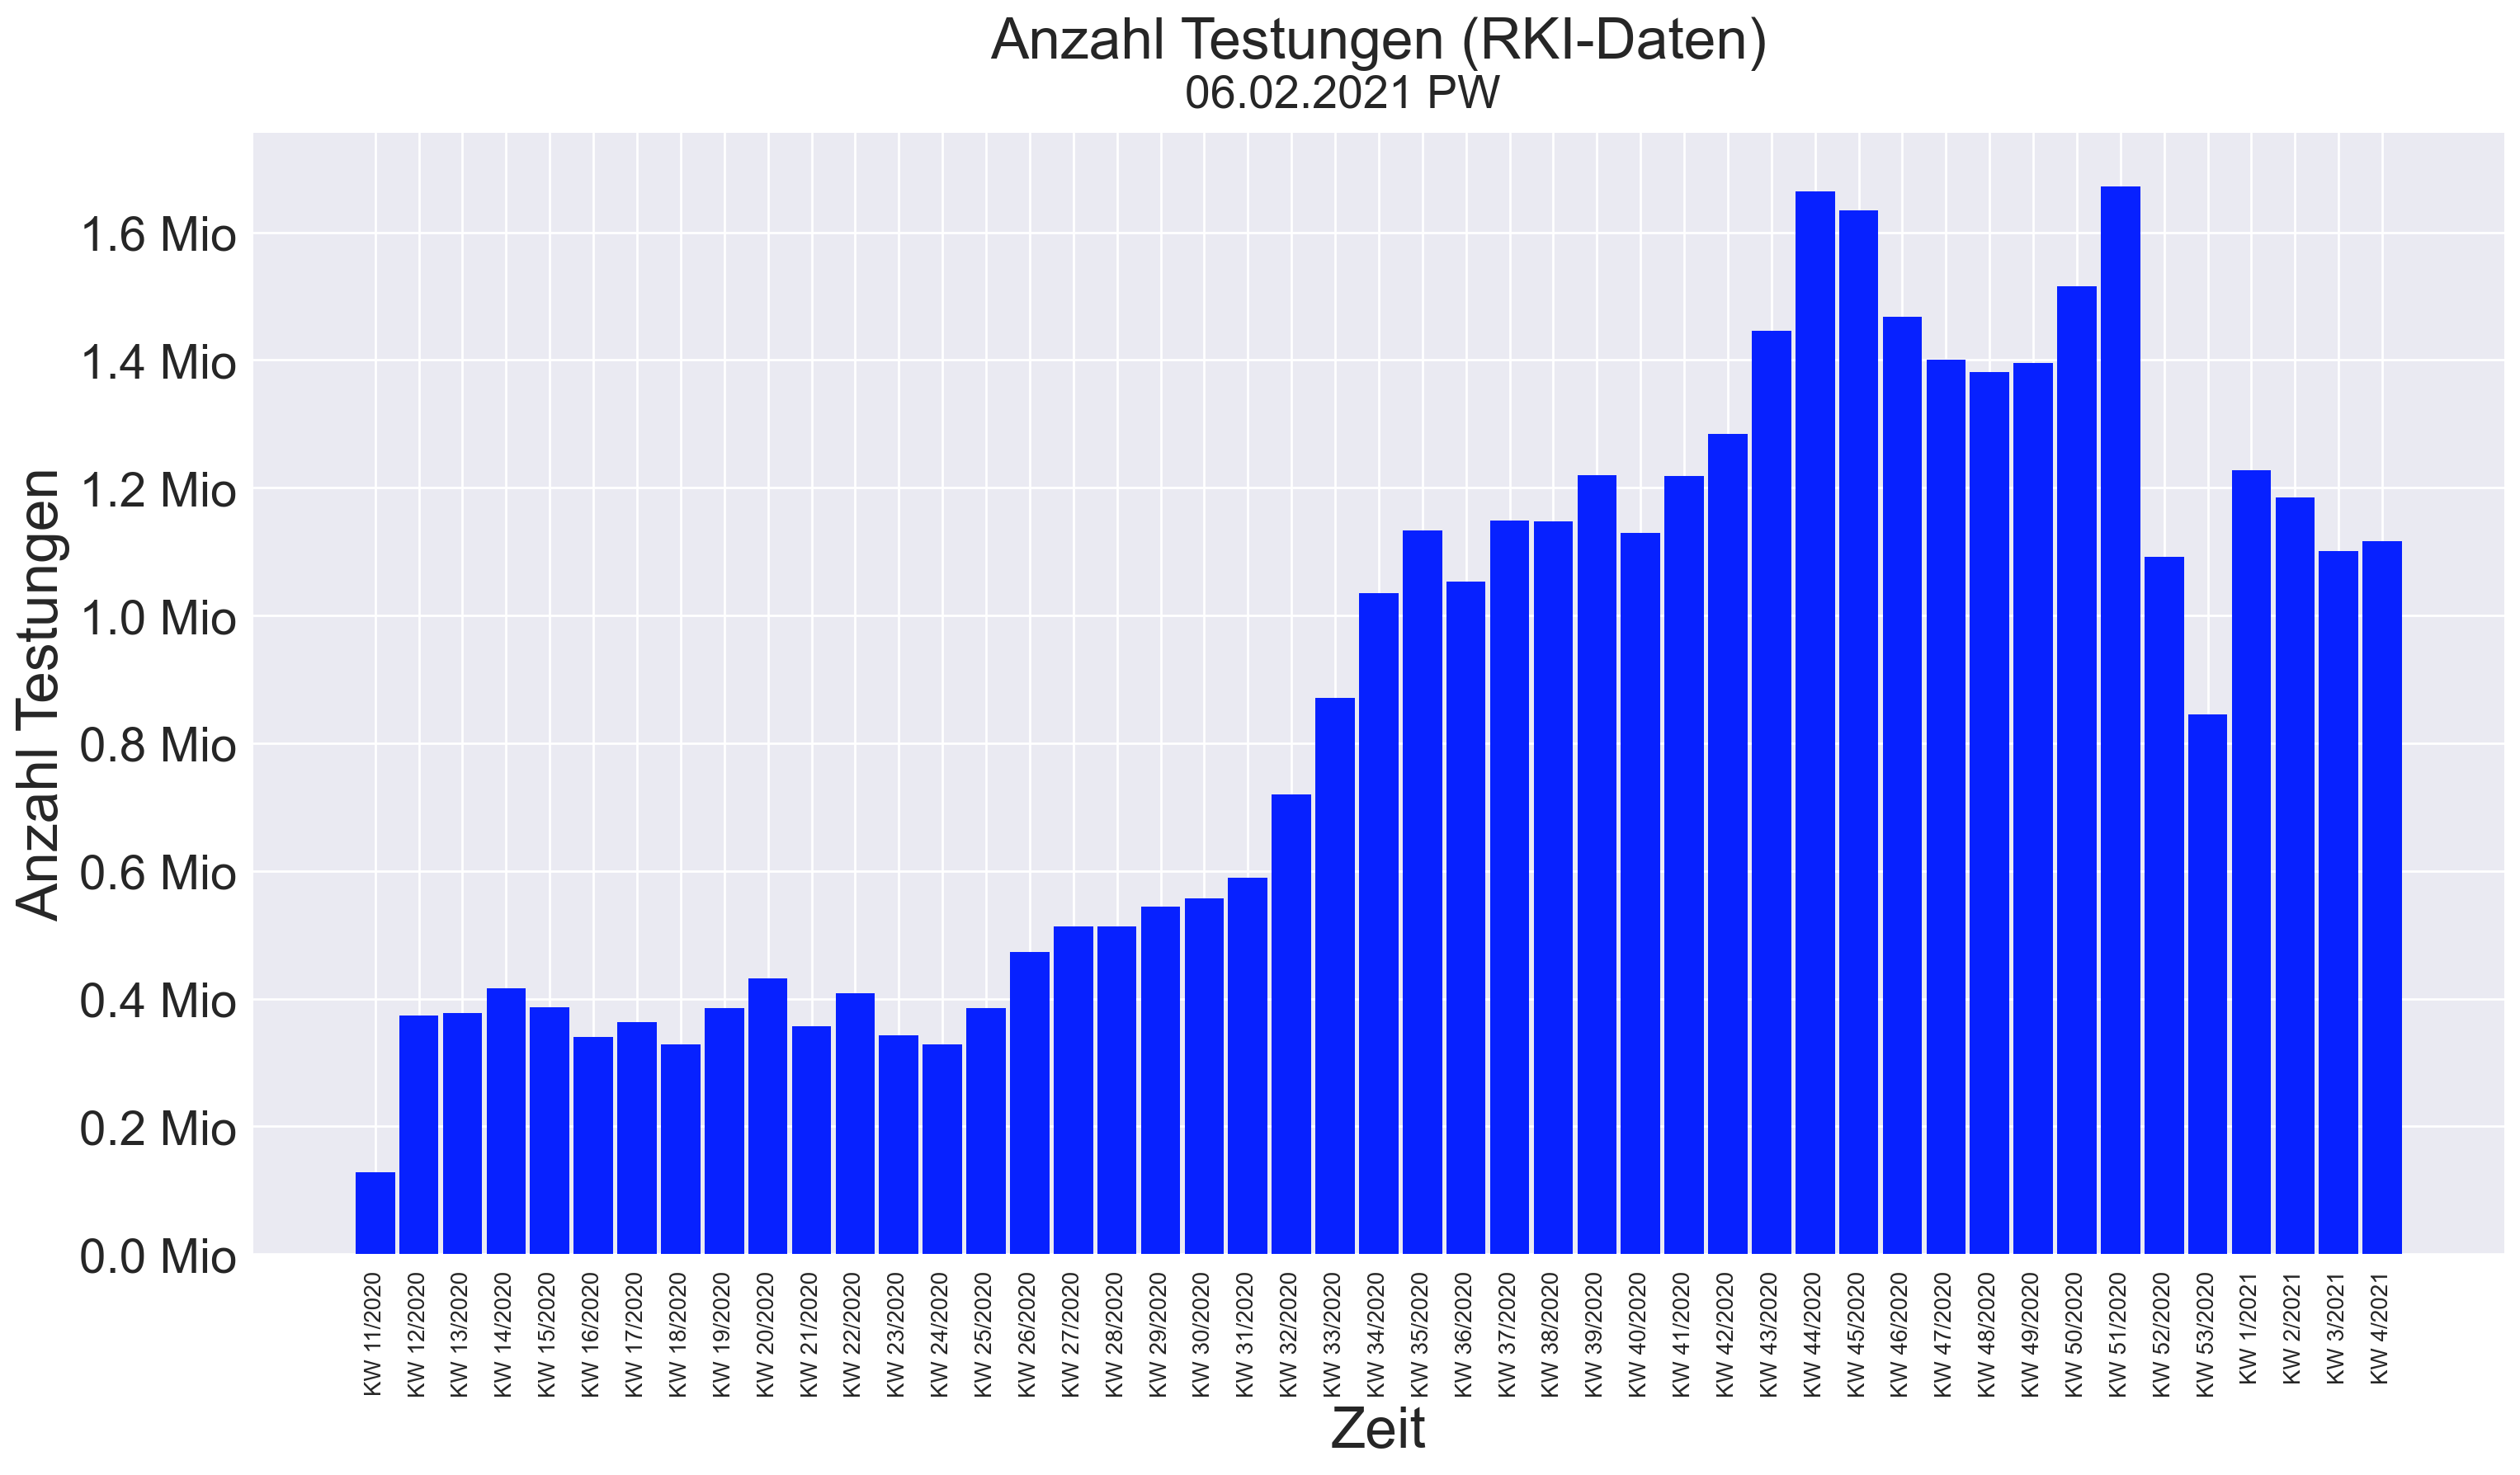 Anzahl Testungen (RKI-Daten)
06.02.2021 PW
Anzahl Testungen
1.6 Mio
1.4 Mio
1.2 Mio
1.0 Mio
0.8 Mio
0.6 Mio
0.4 Mio
0.2 Mio
0.0 Mio
KW 11/2020
KW 12/2020
KW 13/2020
KW 14/2020
KW 15/2020
KW 16/2020
KW 17/2020
KW 18/2020
KW 19/2020
KW 20/2020
KW 21/2020
KW 22/2020
KW 23/2020
KW 24/2020
KW 25/2020
KW 26/2020
KW 27/2020
KW 28/2020
KW 29/2020
KW 30/2020
KW 31/2020
KW 32/2020
KW 33/2020
KW 34/2020
KW 35/2020
KW 36/2020
KW 37/2020
KW 38/2020
KW 39/2020
KW 40/2020
KW 41/2020
KW 42/2020
KW 43/2020
KW 44/2020
KW 45/2020
KW 46/2020
KW 47/2020
KW 48/2020
KW 49/2020
KW 50/2020
KW 51/2020
KW 52/2020
KW 53/2020
KW 1/2021
KW 2/2021
KW 3/2021
KW 4/2021
Zeit